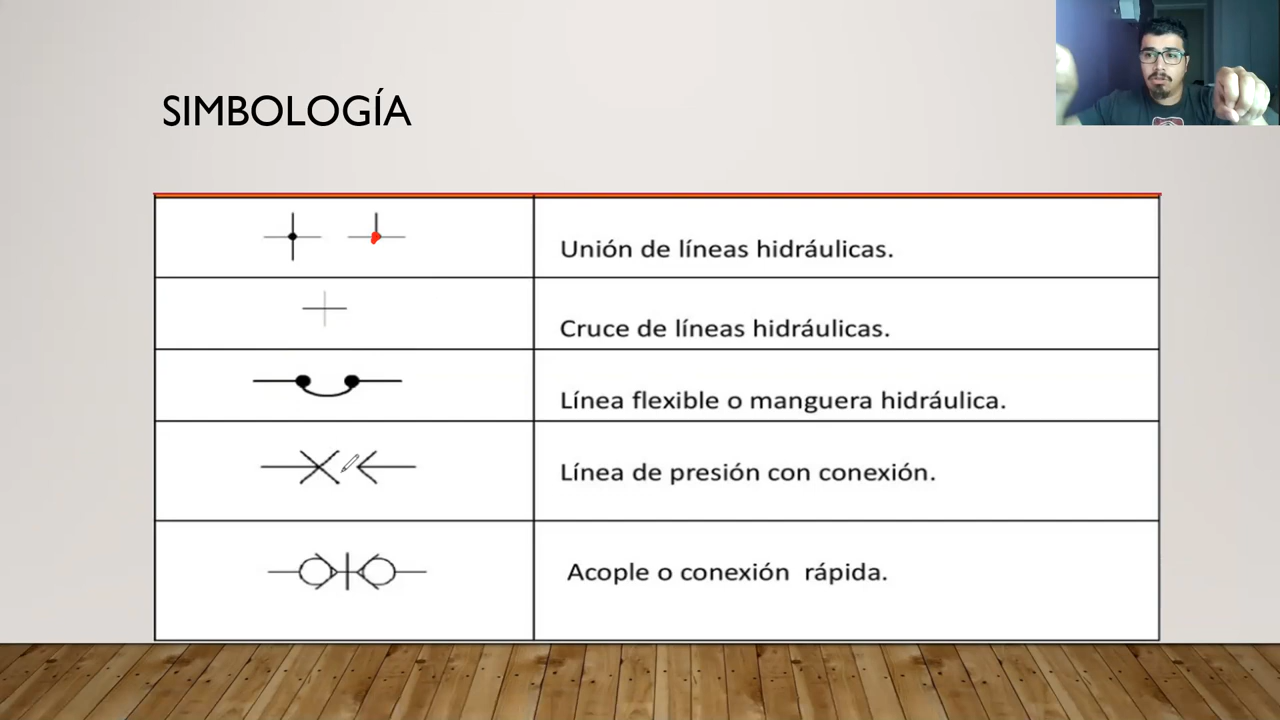 SIMBOLOGÍA
Unión de líneas hidráulicas.
Cruce de líneas hidráulicas.
Línea flexible o manguera hidráulica.
Línea de presión con conexión.
Acople o conexión rápida.